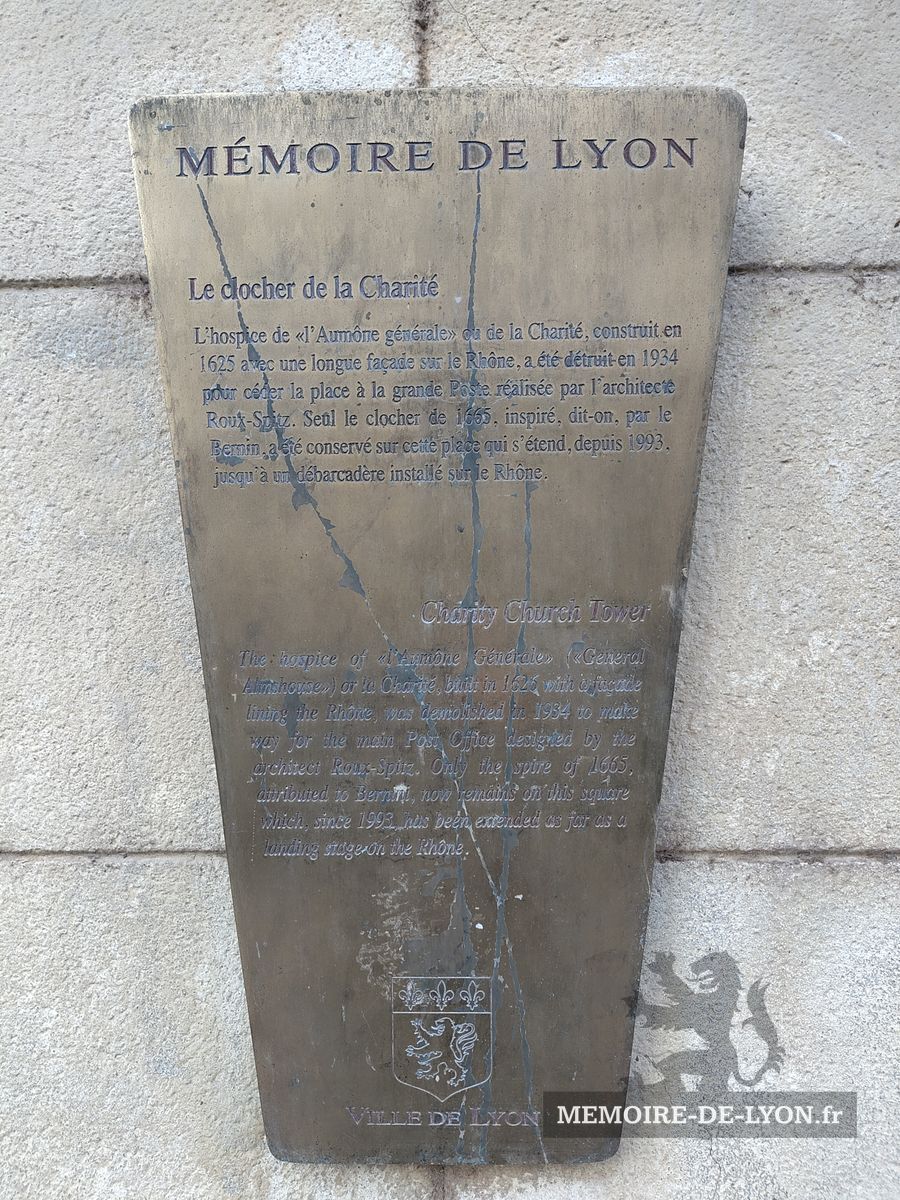 MÉMOIRE DE LYON
Le clocher de la Charité
L'hospice de «l'Aumône générale» ou de la Charité, construit en
1625 avec une longue façade sur le Rhône, a été détruit en 1934
pour céder la place à la grande Poste réalisée par l'architecte
Roux-Spitz. Seul le clocher de 1665, inspiré, dit-on, par le
Bernin, a été conservé sur cette place qui s'étend, depuis 1993,
jusqu'à un débarcadère installé sur le Rhône.
Charity Church Tower
The hospice of «l'Aumône Générale» («General
Almshouse») or la Charité, built in 1626 with a façade
lining the Rhône, was demolished in 1934 to make
way for the main Post Office designed by the
architect Roux-Spitz. Only the spire of 1665,
attributed to Bernini, now remains on this square
which, since 1993, has been extended as far as a
landing stage on the Rhône.
VILLE DE LYON
MEMOIRE-DE-LYON.fr